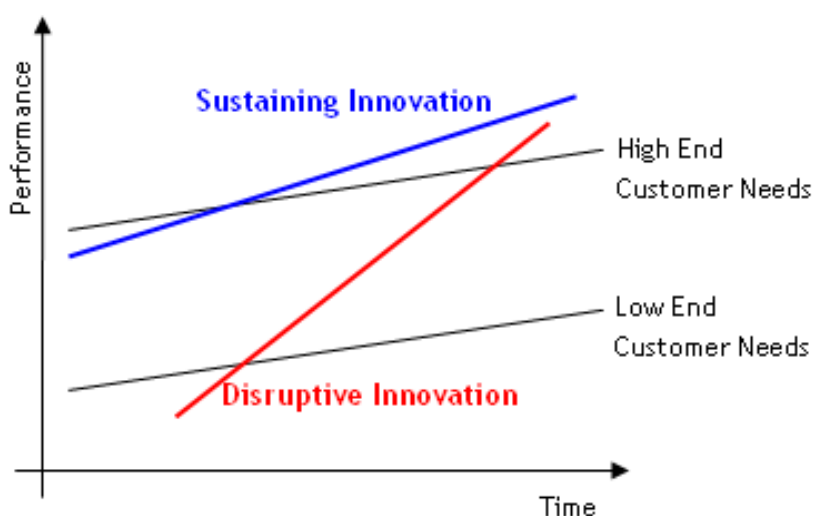 Performance
Sustaining Innovation
High End
Customer Needs
Low End
Customer Needs
Disruptive Innovation
Time